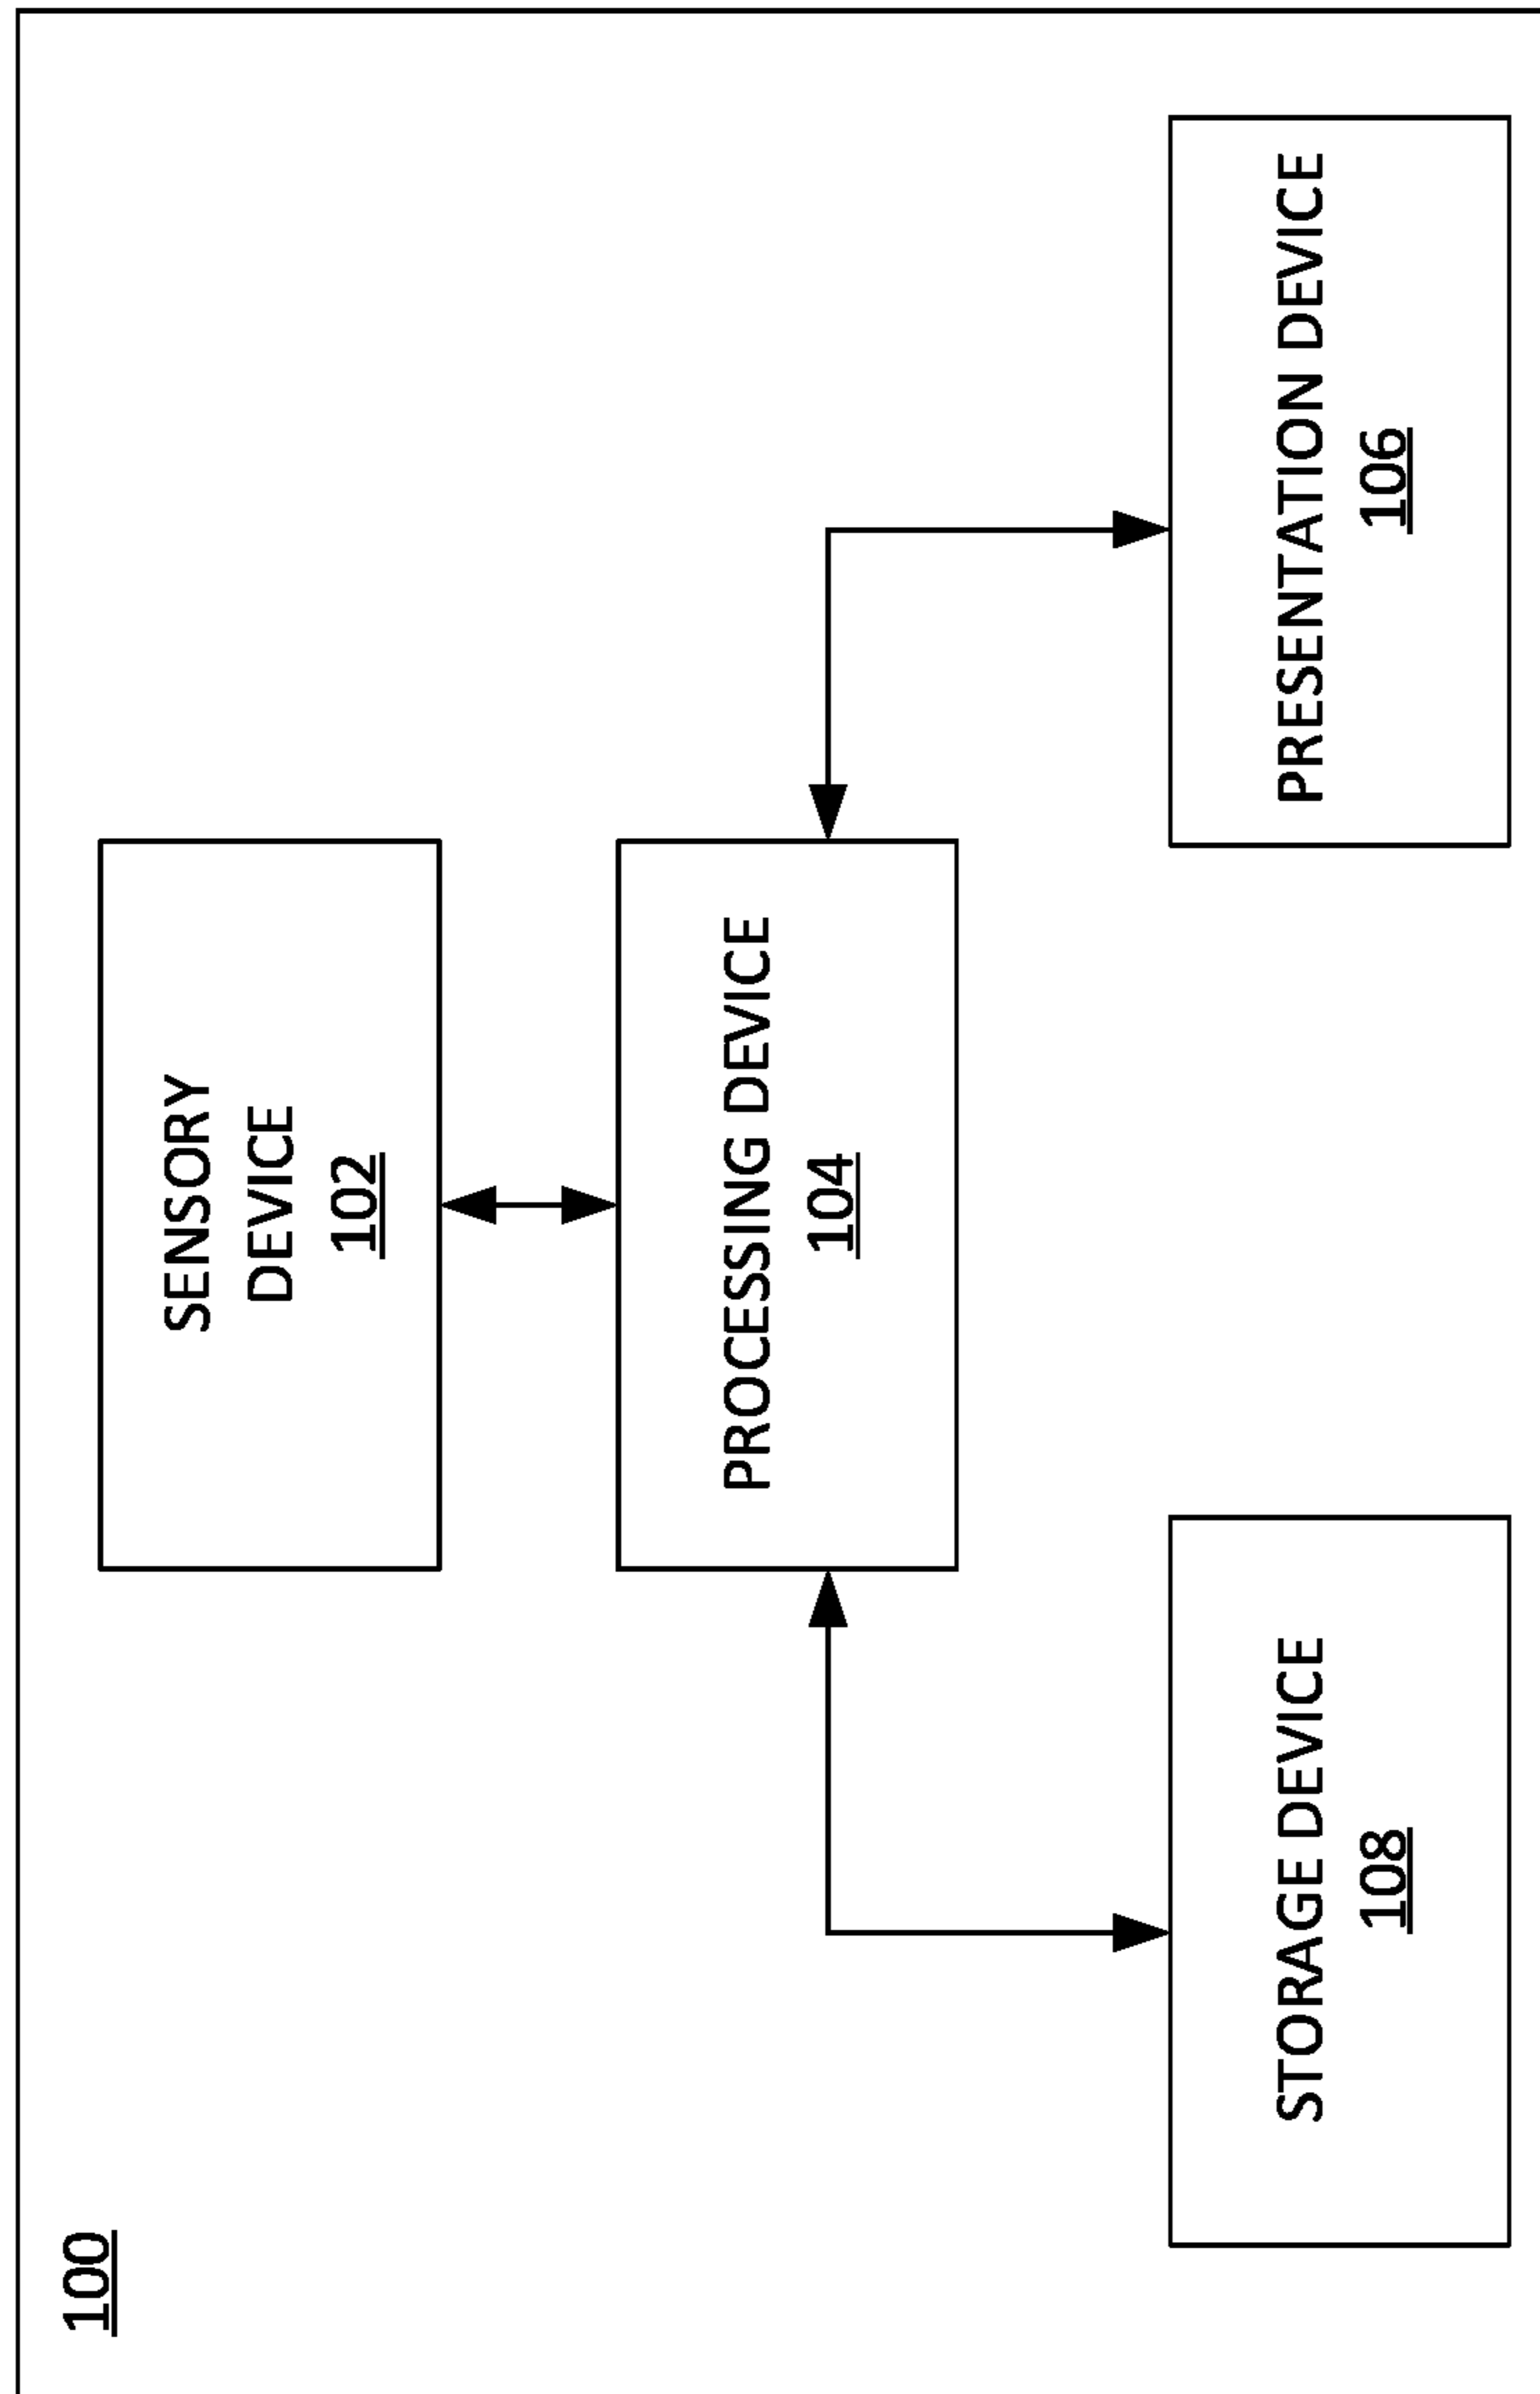 100
SENSORY
DEVICE
102
PROCESSING DEVICE
104
STORAGE DEVICE
108
PRESENTATION DEVICE
106